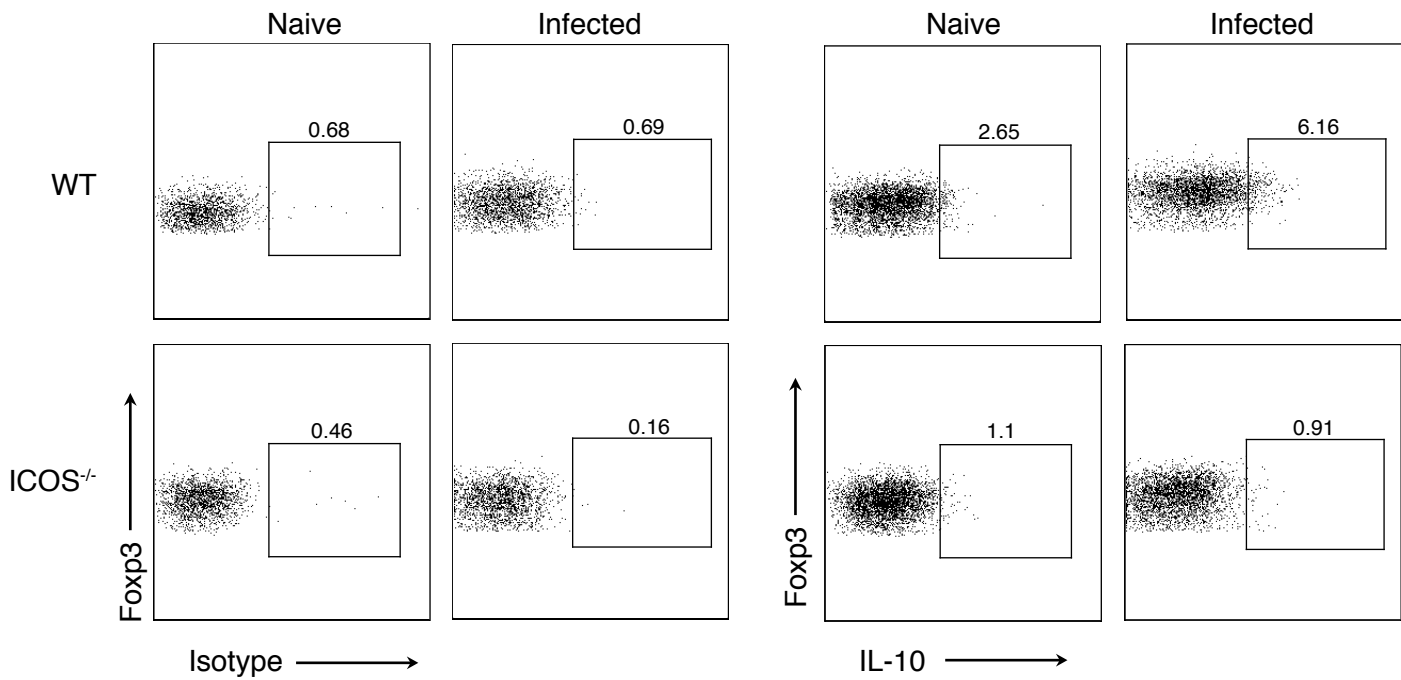 Naive Infected Naive Infected
WT 0.68 0.69 2.65 6.16
ICOS-/- 0.46 0.16 1.1 0.91
Foxp3 Foxp3
Isotype IL-10